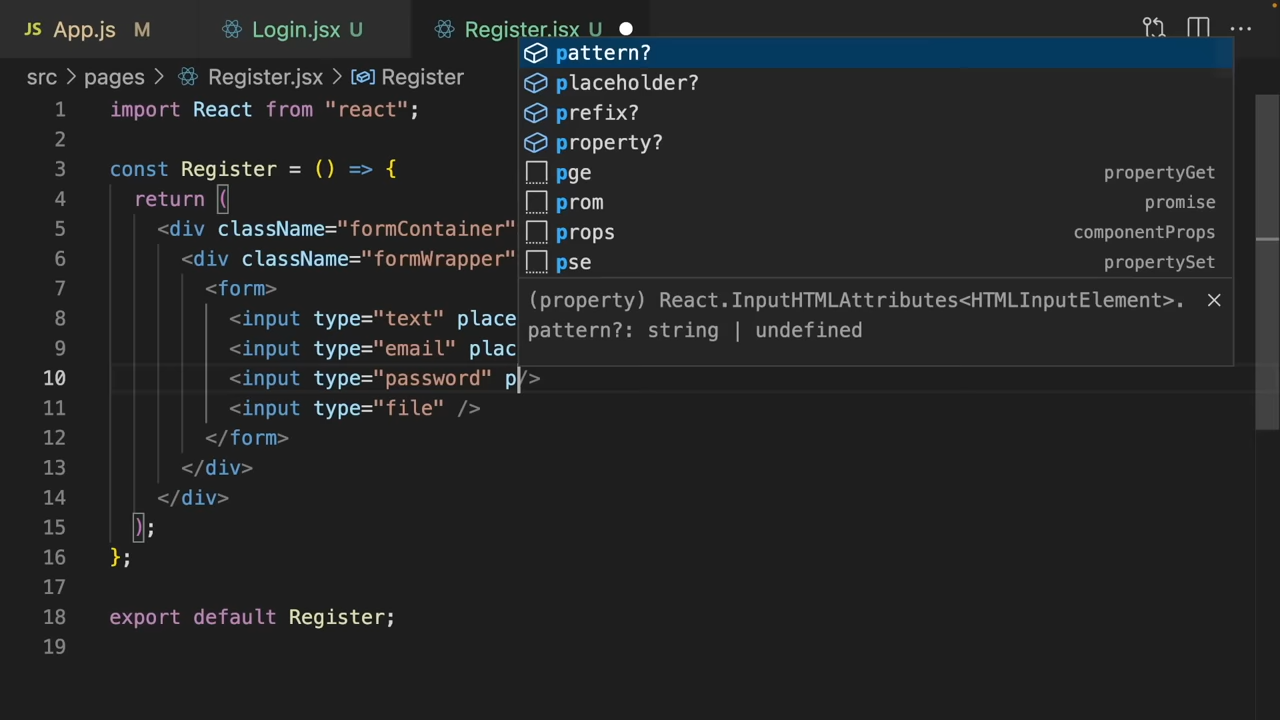 JS App.js M Login.jsx U Register.jsx U
src > pages > Register.jsx > Register
1 import React from "react";
2
3 const Register = () => {
4 return (
5 <div className="formContainer"
6 <div className="formWrapper"
7 <form>
8 <input type="text" place
9 <input type="email" plac
10 <input type="password" p/>
11 <input type="file" />
12 </form>
13 </div>
14 </div>
15 );
16 };
17
18 export default Register;
19
pattern?
placeholder?
prefix?
property?
pge propertyGet
prom promise
props componentProps
pse propertySet
(property) React.InputHTMLAttributes<HTMLInputElement>.
pattern?: string | undefined